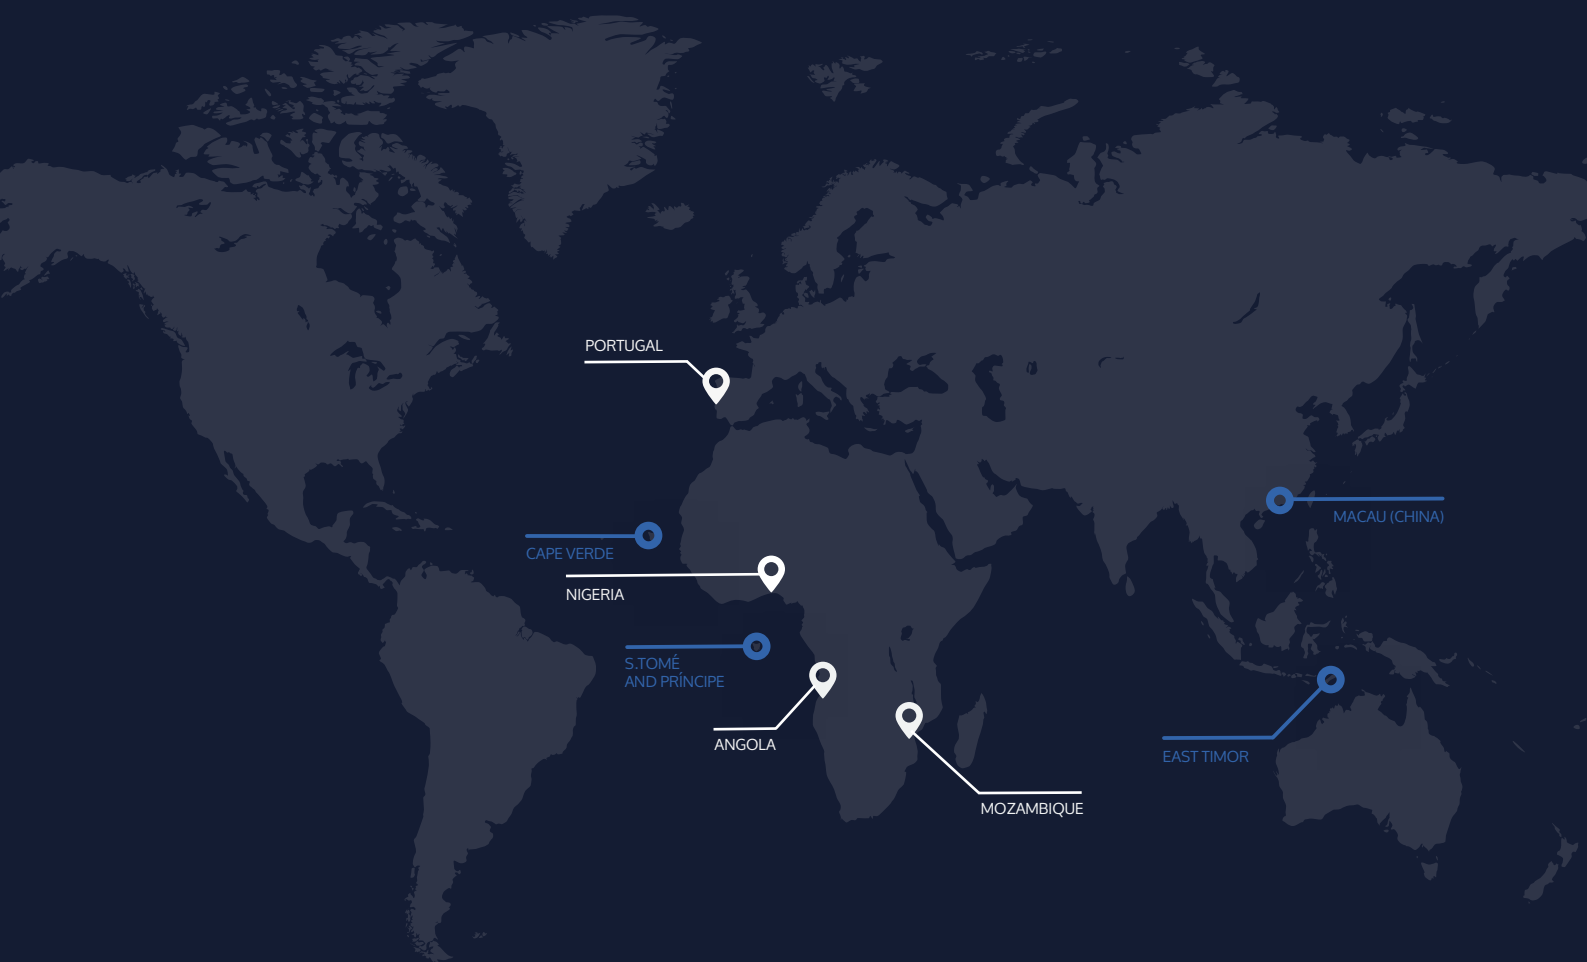 PORTUGAL
MACAU (CHINA)
CAPE VERDE
NIGERIA
S.TOMÉ
AND PRÍNCIPE
ANGOLA
EAST TIMOR
MOZAMBIQUE